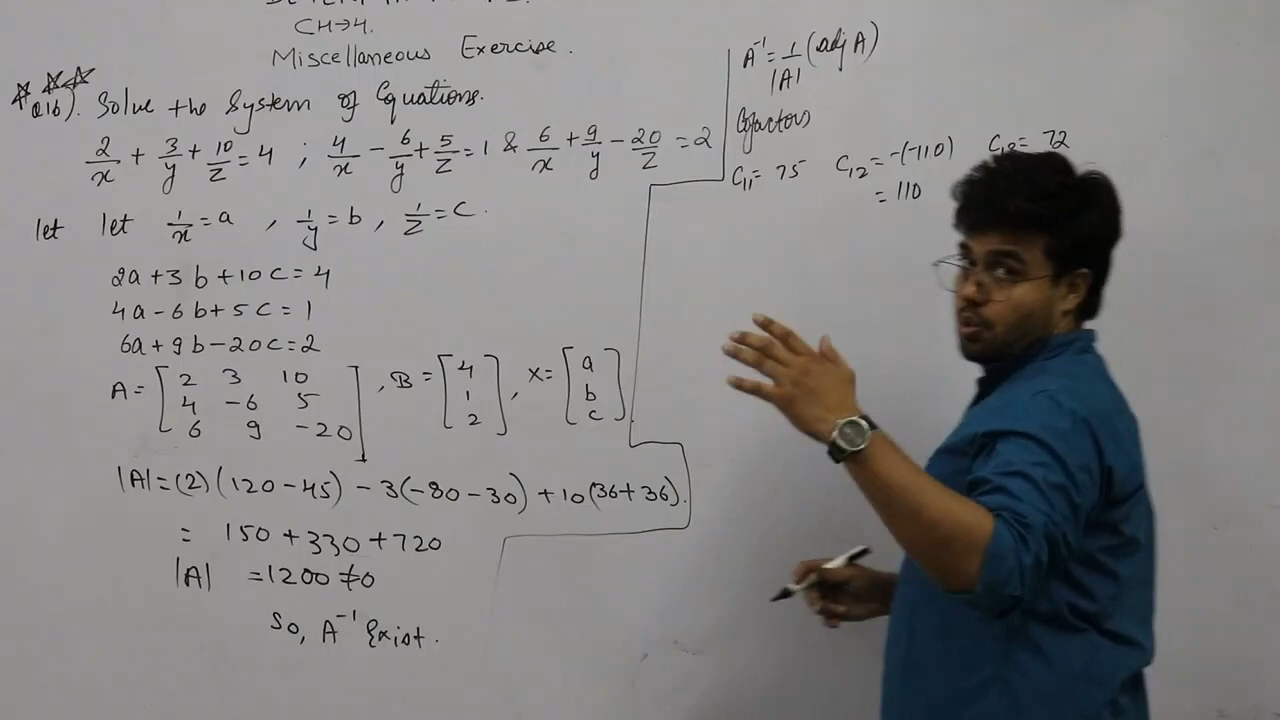 CH→4.
Miscellaneous Exercise.
Q16). Solve the System of Equations.
2/x + 3/y + 10/z = 4 ; 4/x - 6/y + 5/z = 1 & 6/x + 9/y - 20/z = 2
let let 1/x = a , 1/y = b , 1/z = c.
2a+3b+10c=4
4a-6b+5c=1
6a+9b-20c=2
A = [2 3 10
4 -6 5
6 9 -20] , B = [4
1
2] , X = [a
b
c]
|A| = (2)(120-45) - 3(-80-30) + 10(36+36).
= 150+330+720
|A| = 1200 ≠ 0
So, A⁻¹ Exist.
A⁻¹ = 1/|A| (adj A)
Cofactors
C₁₁ = 75 C₁₂ = -(-110) C₁₃ = 72
= 110